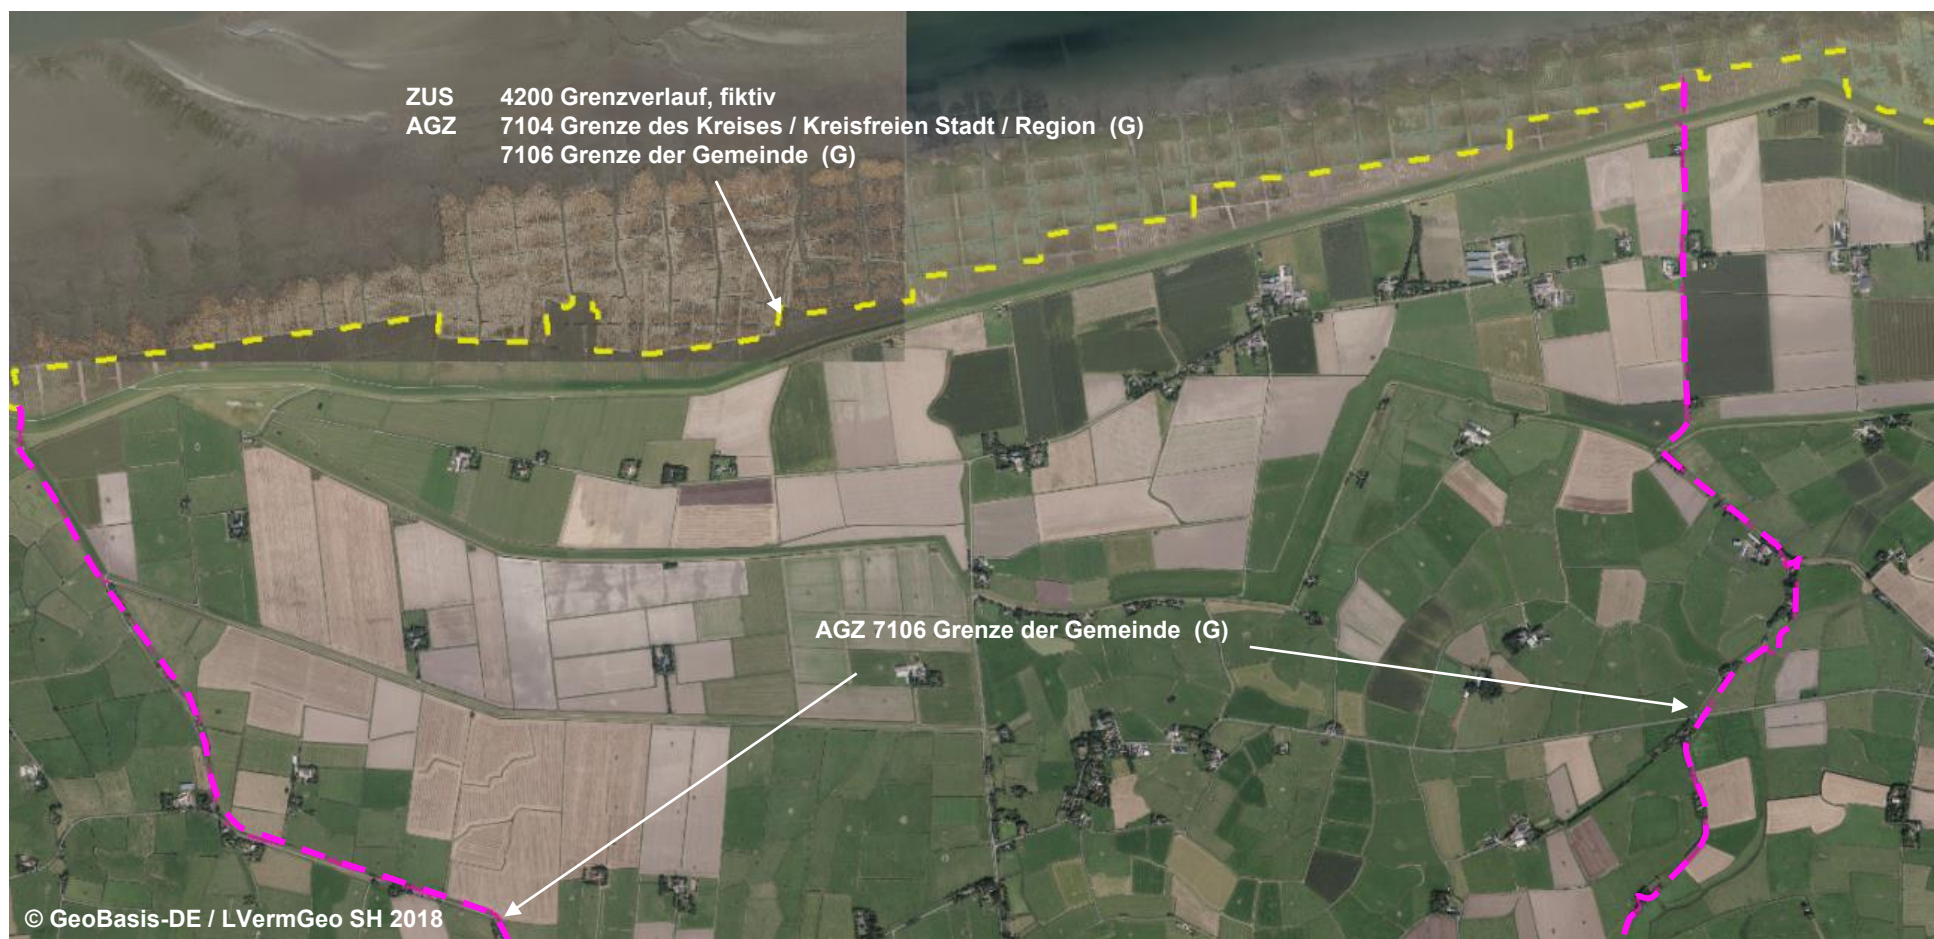 ZUS 4200 Grenzverlauf, fiktiv
AGZ 7104 Grenze des Kreises / Kreisfreien Stadt / Region (G)
7106 Grenze der Gemeinde (G)
AGZ 7106 Grenze der Gemeinde (G)
© GeoBasis-DE / LVermGeo SH 2018